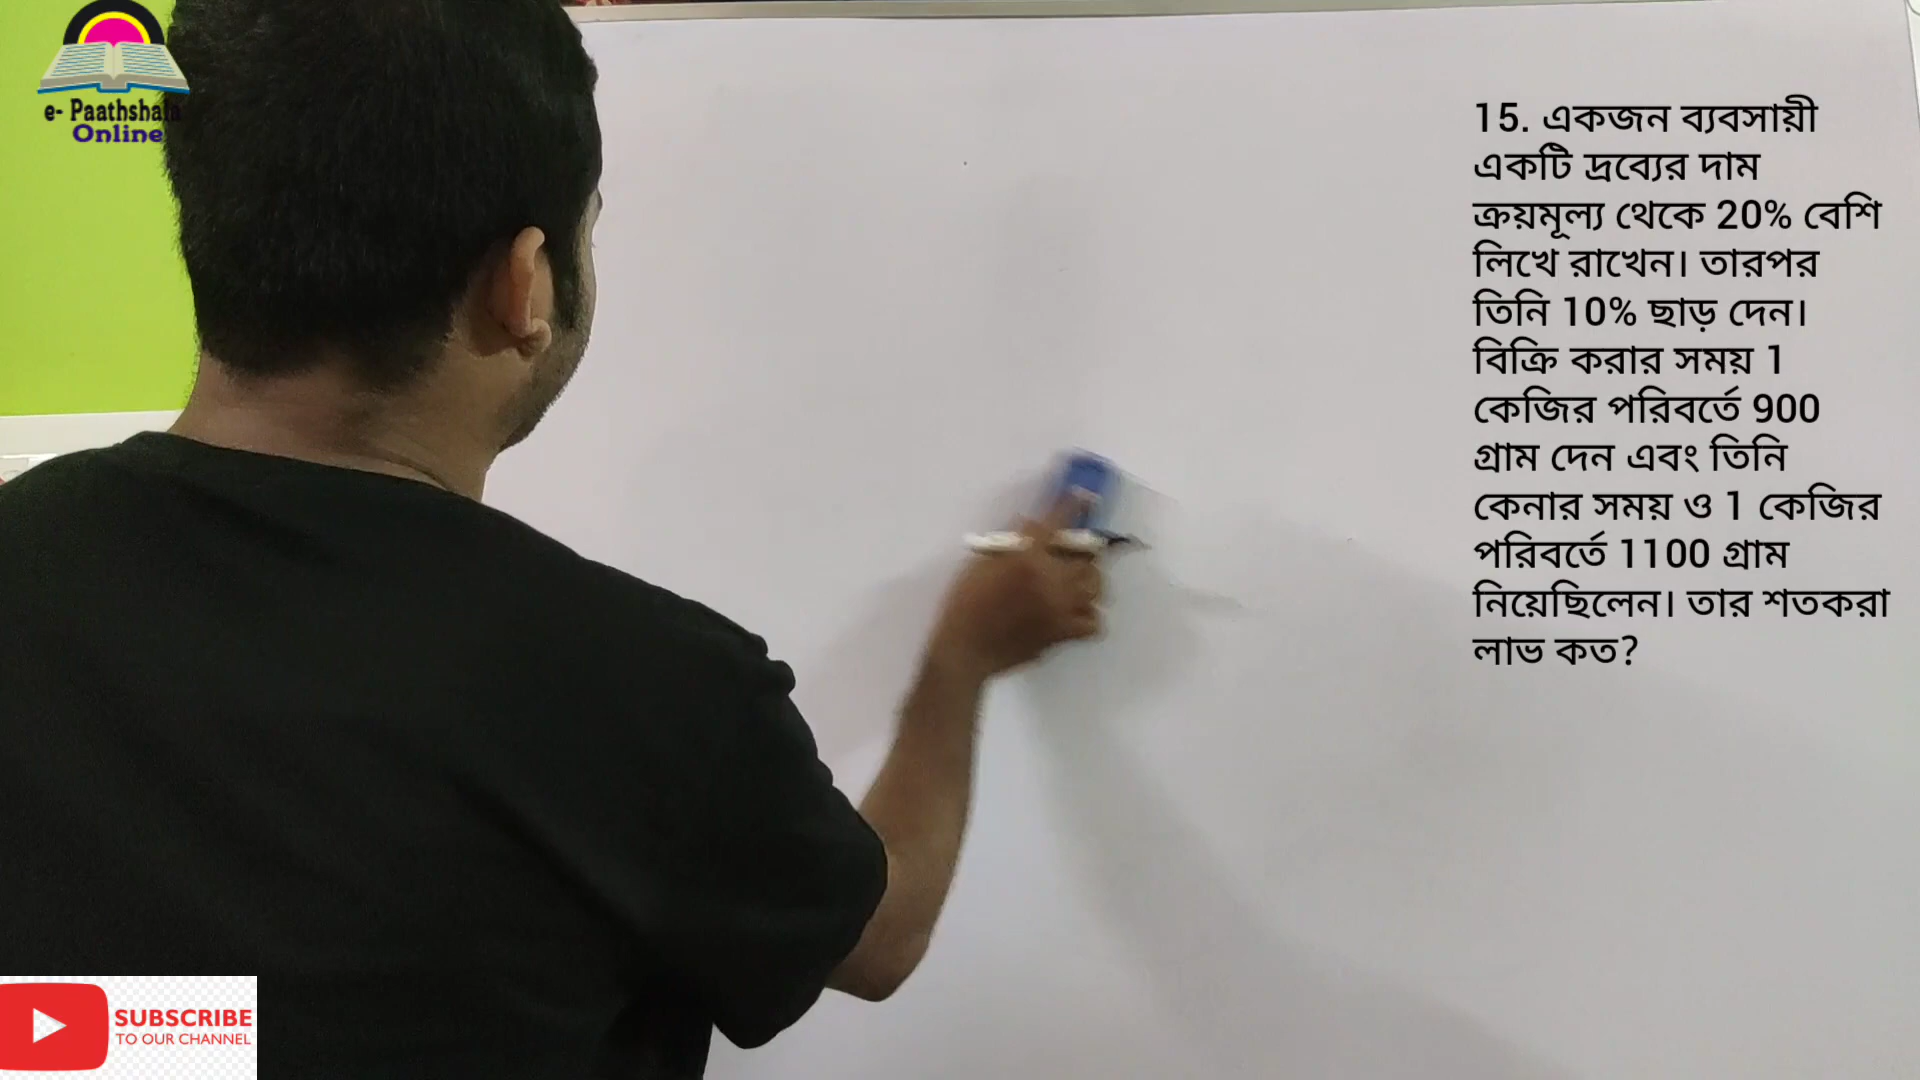 e- Paathshala
Online
15. একজন ব্যবসায়ী
একটি দ্রব্যের দাম
ক্রয়মূল্য থেকে 20% বেশি
লিখে রাখেন। তারপর
তিনি 10% ছাড় দেন।
বিক্রি করার সময় 1
কেজির পরিবর্তে 900
গ্রাম দেন এবং তিনি
কেনার সময় ও 1 কেজির
পরিবর্তে 1100 গ্রাম
নিয়েছিলেন। তার শতকরা
লাভ কত?
SUBSCRIBE
TO OUR CHANNEL